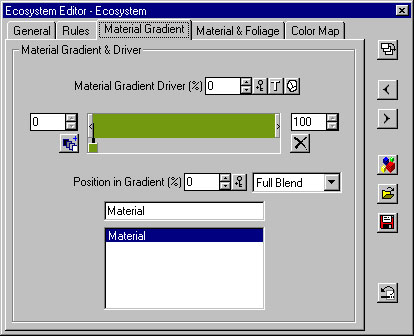 Ecosystem Editor - Ecosystem
General Rules Material Gradient Material & Foliage Color Map
Material Gradient & Driver
Material Gradient Driver (%) 0 T
0 100
Position in Gradient (%) 0 Full Blend
Material
Material